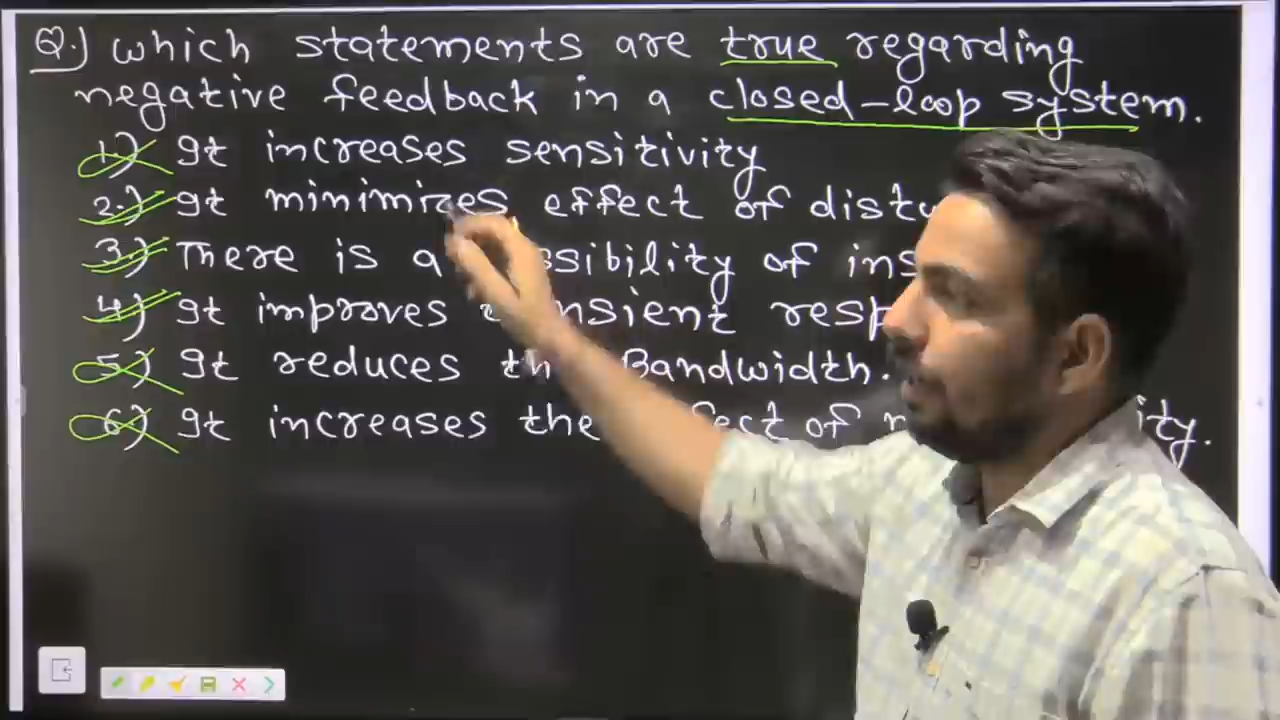 Q.) which statements are true regarding
negative feedback in a closed-loop system.
1) It increases sensitivity
2.) It minimizes effect of distu
3) There is a ssibility of ins
4) It improves nsient resp
5) It reduces th Bandwidth.
6) It increases the ect of n ity.